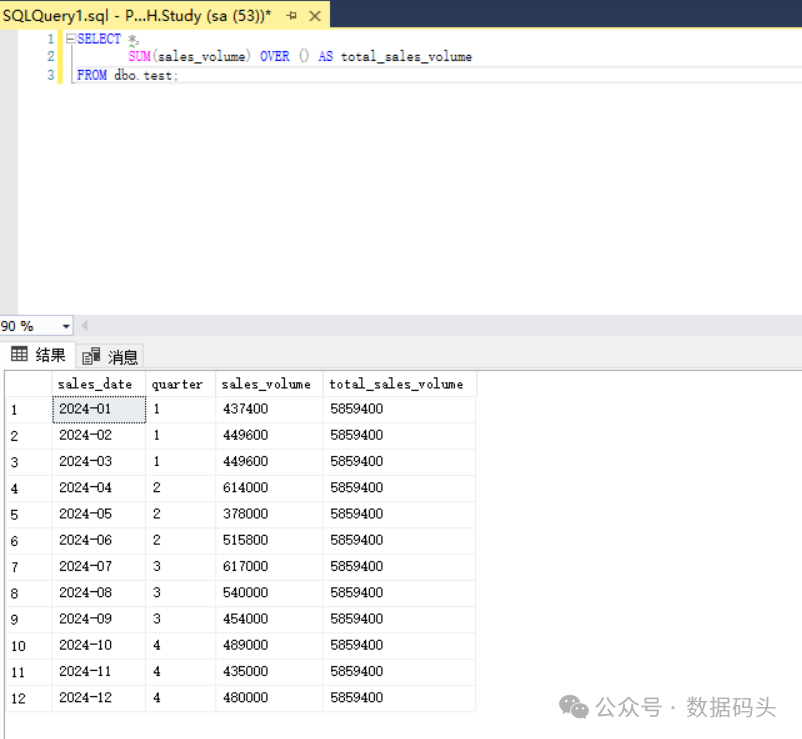 SQLQuery1.sql - P...H.Study (sa (53))*
1 SELECT *,
2 SUM(sales_volume) OVER () AS total_sales_volume
3 FROM dbo.test;
90 %
结果 消息
sales_date quarter sales_volume total_sales_volume
1 2024-01 1 437400 5859400
2 2024-02 1 449600 5859400
3 2024-03 1 449600 5859400
4 2024-04 2 614000 5859400
5 2024-05 2 378000 5859400
6 2024-06 2 515800 5859400
7 2024-07 3 617000 5859400
8 2024-08 3 540000 5859400
9 2024-09 3 454000 5859400
10 2024-10 4 489000 5859400
11 2024-11 4 435000 5859400
12 2024-12 4 480000 5859400
公众号 · 数据码头